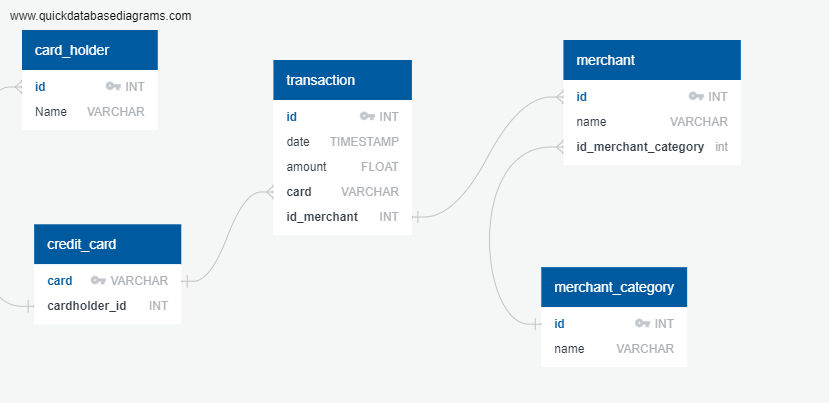 www.quickdatabasediagrams.com
card_holder
id INT
Name VARCHAR
transaction
id INT
date TIMESTAMP
amount FLOAT
card VARCHAR
id_merchant INT
merchant
id INT
name VARCHAR
id_merchant_category int
credit_card
card VARCHAR
cardholder_id INT
merchant_category
id INT
name VARCHAR